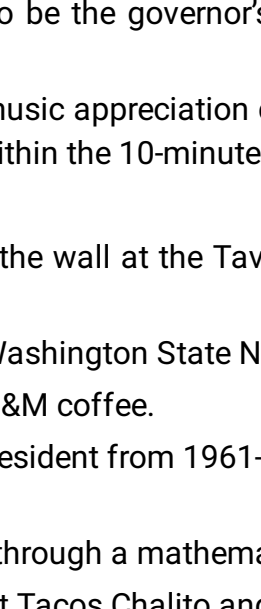 o be the governor's
music appreciation
ithin the 10-minute
the wall at the Tav
Washington State N
&M coffee.
esident from 1961-
through a mathema
t Tacos Chalito and